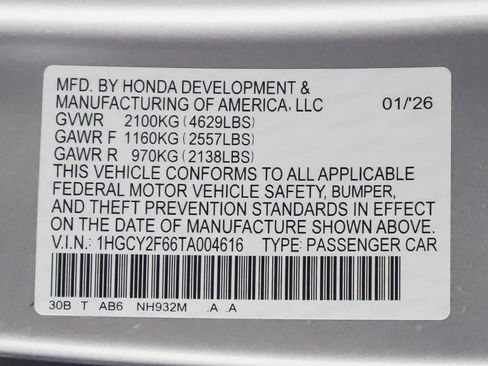 MFD. BY HONDA DEVELOPMENT &
MANUFACTURING OF AMERICA, LLC 01/'26
GVWR 2100KG (4629LBS)
GAWR F 1160KG (2557LBS)
GAWR R 970KG (2138LBS)
THIS VEHICLE CONFORMS TO ALL APPLICABLE
FEDERAL MOTOR VEHICLE SAFETY, BUMPER,
AND THEFT PREVENTION STANDARDS IN EFFECT
ON THE DATE OF MANUFACTURE SHOWN ABOVE.
V.I.N.: 1HGCY2F66TA004616 TYPE: PASSENGER CAR
30B T AB6 NH932M .A .A